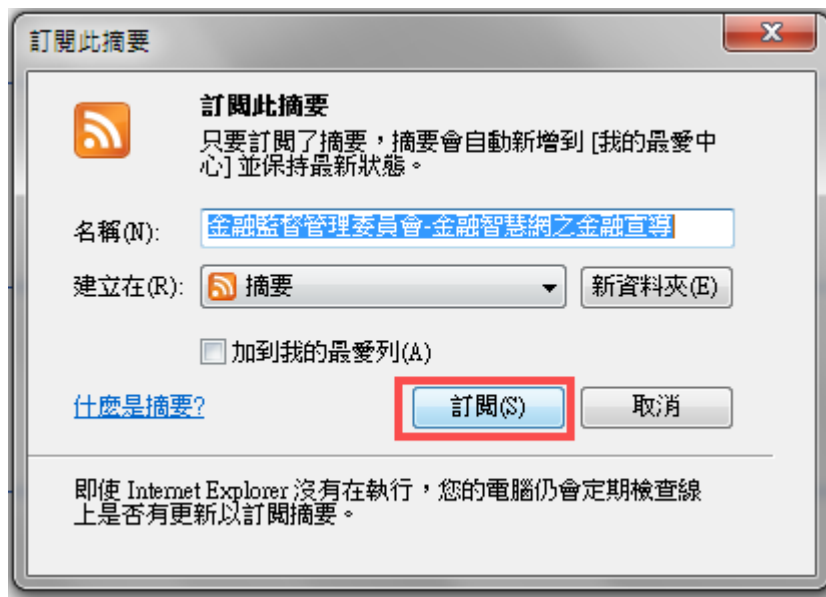 訂閱此摘要
訂閱此摘要
只要訂閱了摘要，摘要會自動新增到 [我的最愛中
心] 並保持最新狀態。
名稱(N):
金融監督管理委員會-金融智慧網之金融宣導
建立在(R):
摘要
新資料夾(E)
加到我的最愛列(A)
什麼是摘要?
訂閱(S)
取消
即使 Internet Explorer 沒有在執行，您的電腦仍會定期檢查線
上是否有更新以訂閱摘要。